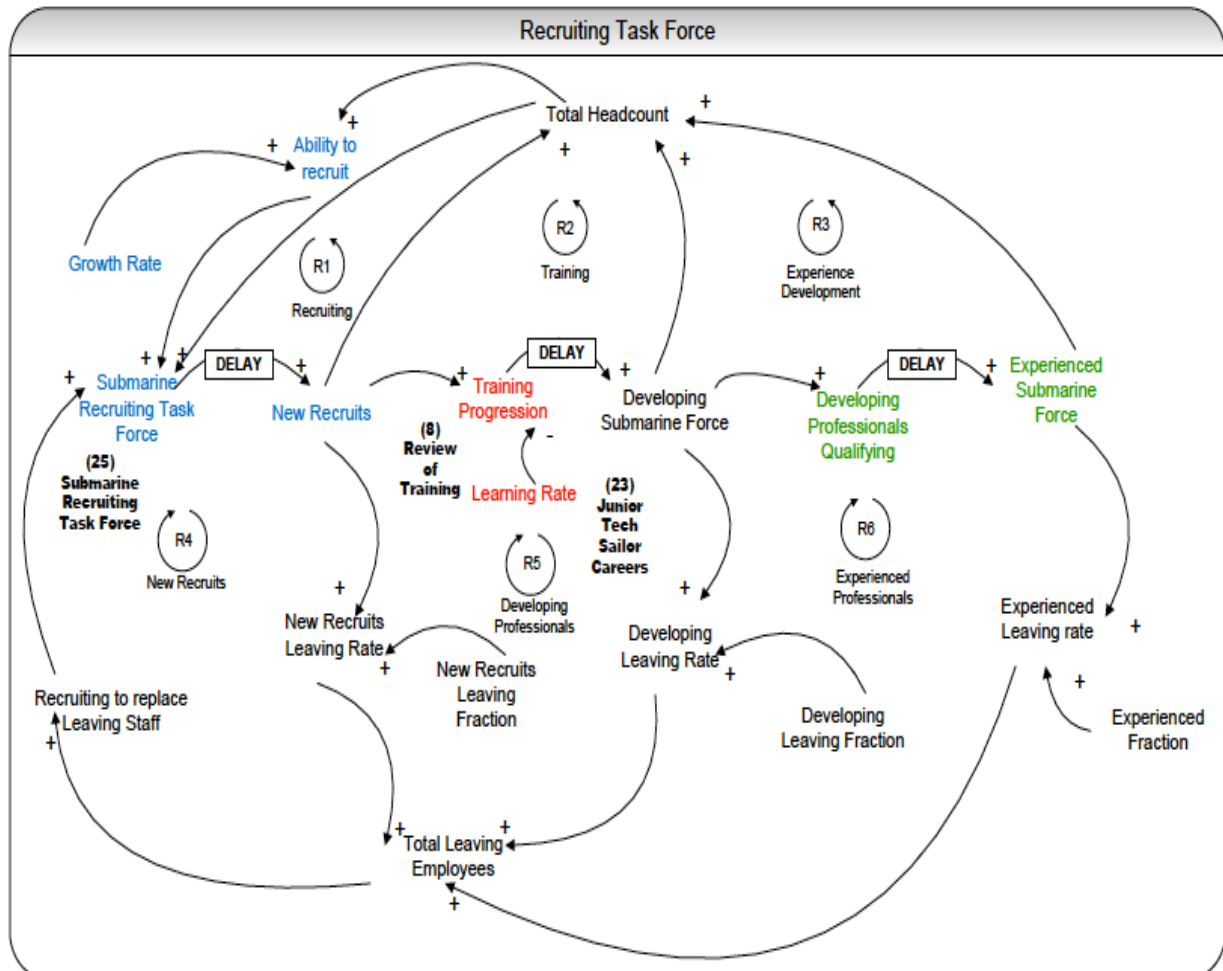 Recruiting Task Force
Total Headcount
+
+
+
+
+
Ability to
recruit
Growth Rate
R1
Recruiting
R2
Training
R3
Experience
Development
+
+
+
Submarine
Recruiting Task
Force
DELAY
+
New Recruits
+
Training
Progression
-
Learning Rate
DELAY
+
Developing
Submarine Force
+
Developing
Professionals
Qualifying
DELAY
+
Experienced
Submarine
Force
(25)
Submarine
Recruiting
Task Force
(8)
Review
of
Training
(23)
Junior
Tech
Sailor
Careers
R4
New Recruits
R5
Developing
Professionals
R6
Experienced
Professionals
+
New Recruits
Leaving Rate
+
New Recruits
Leaving
Fraction
+
Developing
Leaving Rate
+
Developing
Leaving Fraction
Experienced
Leaving rate
+
+
Experienced
Fraction
Recruiting to replace
Leaving Staff
+
+
+
Total Leaving
Employees
+